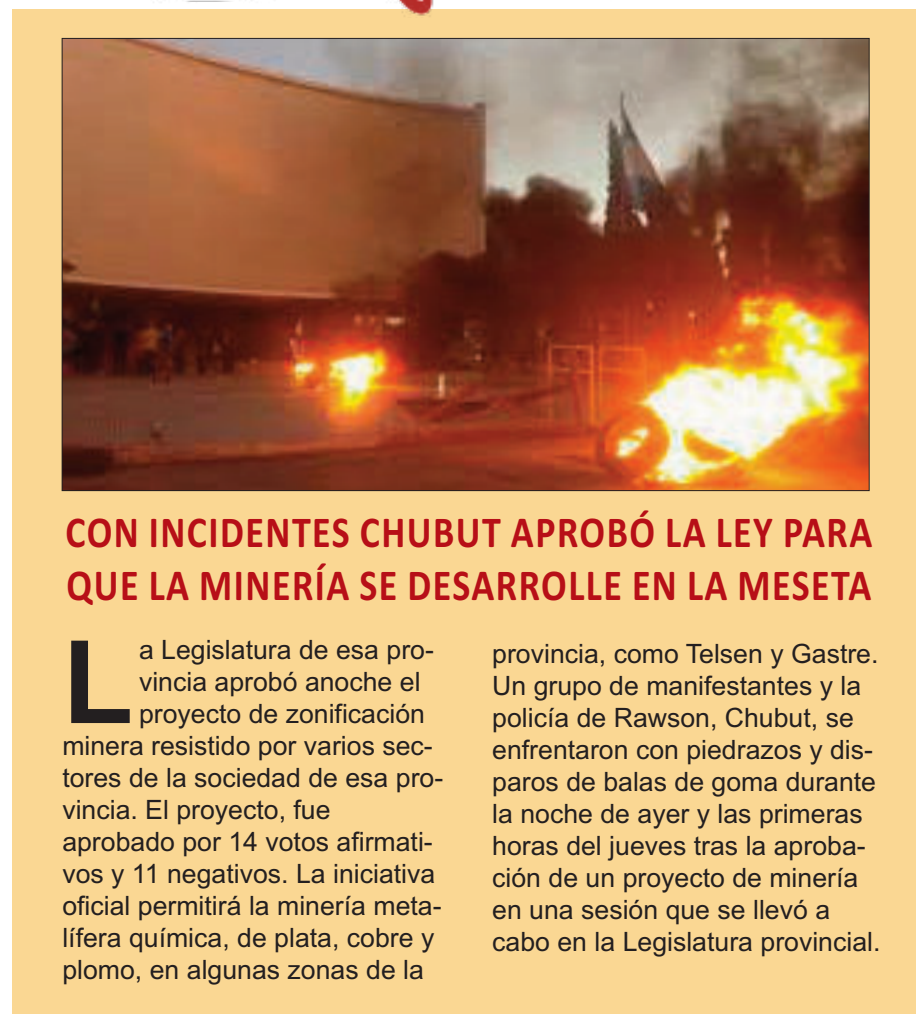 CON INCIDENTES CHUBUT APROBÓ LA LEY PARA
QUE LA MINERÍA SE DESARROLLE EN LA MESETA
La Legislatura de esa pro-
vincia aprobó anoche el
proyecto de zonificación
minera resistido por varios sec-
tores de la sociedad de esa pro-
vincia. El proyecto, fue
aprobado por 14 votos afirmati-
vos y 11 negativos. La iniciativa
oficial permitirá la minería meta-
lífera química, de plata, cobre y
plomo, en algunas zonas de la
provincia, como Telsen y Gastre.
Un grupo de manifestantes y la
policía de Rawson, Chubut, se
enfrentaron con piedrazos y dis-
paros de balas de goma durante
la noche de ayer y las primeras
horas del jueves tras la aproba-
ción de un proyecto de minería
en una sesión que se llevó a
cabo en la Legislatura provincial.